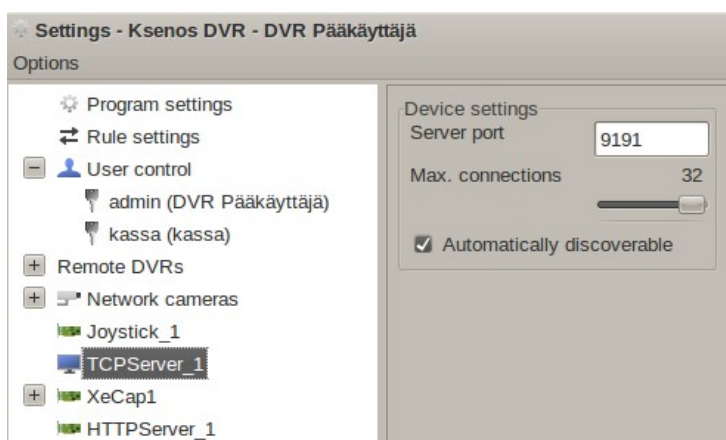 Settings - Ksenos DVR - DVR Pääkäyttäjä
Options
Program settings
Rule settings
User control
admin (DVR Pääkäyttäjä)
kassa (kassa)
Remote DVRs
Network cameras
Joystick_1
TCPServer_1
XeCap1
HTTPServer_1
Device settings
Server port 9191
Max. connections 32
Automatically discoverable